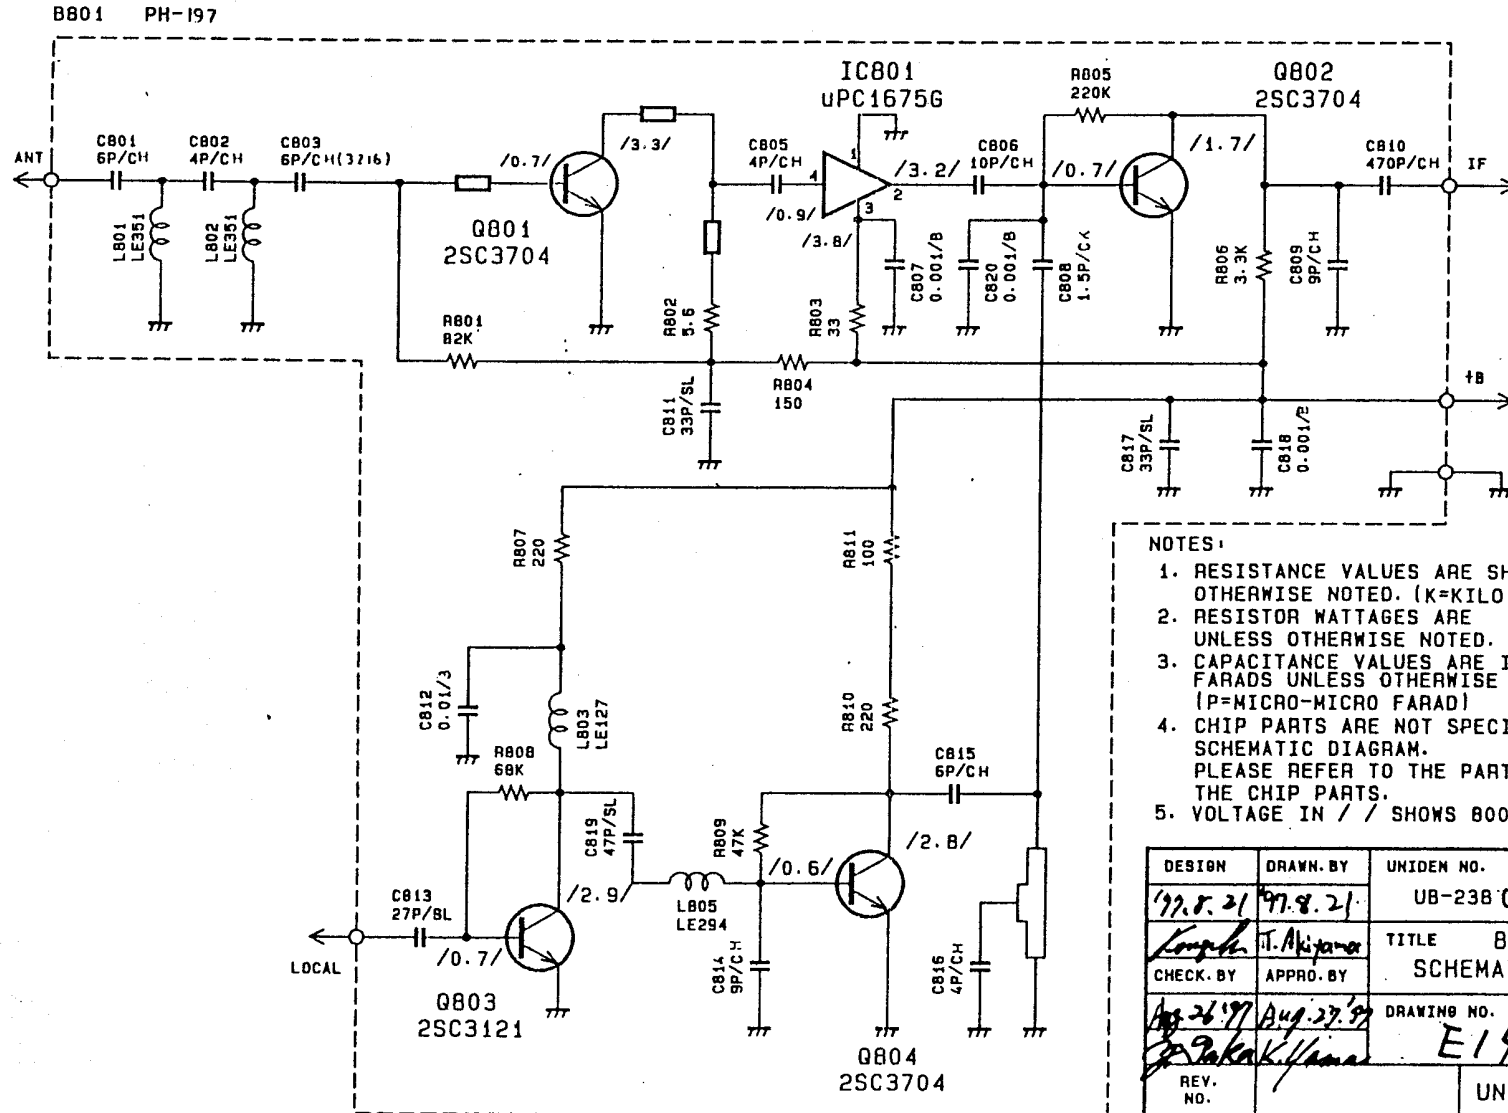 B801 PH-197
IC801
uPC1675G
R805
220K
Q802
2SC3704
ANT
C801
6P/CH
C802
4P/CH
C803
6P/CH(3216)
/0.7/
/3.3/
C805
4P/CH
1
4
2
3
/3.2/
C806
10P/CH
/0.7/
/1.7/
C810
470P/CH
IF
L801
LE351
L802
LE351
Q801
2SC3704
/0.9/
/3.8/
C807
0.001/B
C820
0.001/B
C808
1.5P/CK
R806
3.3K
C809
9P/CH
R801
82K
R802
5.6
R803
33
R804
150
C811
33P/SL
+B
C817
33P/SL
C818
0.001/B
R807
220
R811
100
NOTES:
1. RESISTANCE VALUES ARE SH
OTHERWISE NOTED. (K=KILO
2. RESISTOR WATTAGES ARE
UNLESS OTHERWISE NOTED.
3. CAPACITANCE VALUES ARE I
FARADS UNLESS OTHERWISE
(P=MICRO-MICRO FARAD)
4. CHIP PARTS ARE NOT SPECI
SCHEMATIC DIAGRAM.
PLEASE REFER TO THE PART
THE CHIP PARTS.
5. VOLTAGE IN / / SHOWS 800
C812
0.01/3
L803
LE127
R810
220
R808
68K
C815
6P/CH
C819
47P/SL
R809
47K
/2.8/
/0.6/
/2.9/
L805
LE294
C813
27P/BL
LOCAL
/0.7/
C814
9P/CH
C816
4P/CH
Q803
2SC3121
Q804
2SC3704
DESIGN DRAWN.BY UNIDEN NO.
'97.8.21 '97.8.21 UB-238
T.Akiyama TITLE B
SCHEMA
CHECK.BY APPRO.BY
Aug.26.'97 Aug.27.'97 DRAWING NO.
E1
REV.
NO.
UN